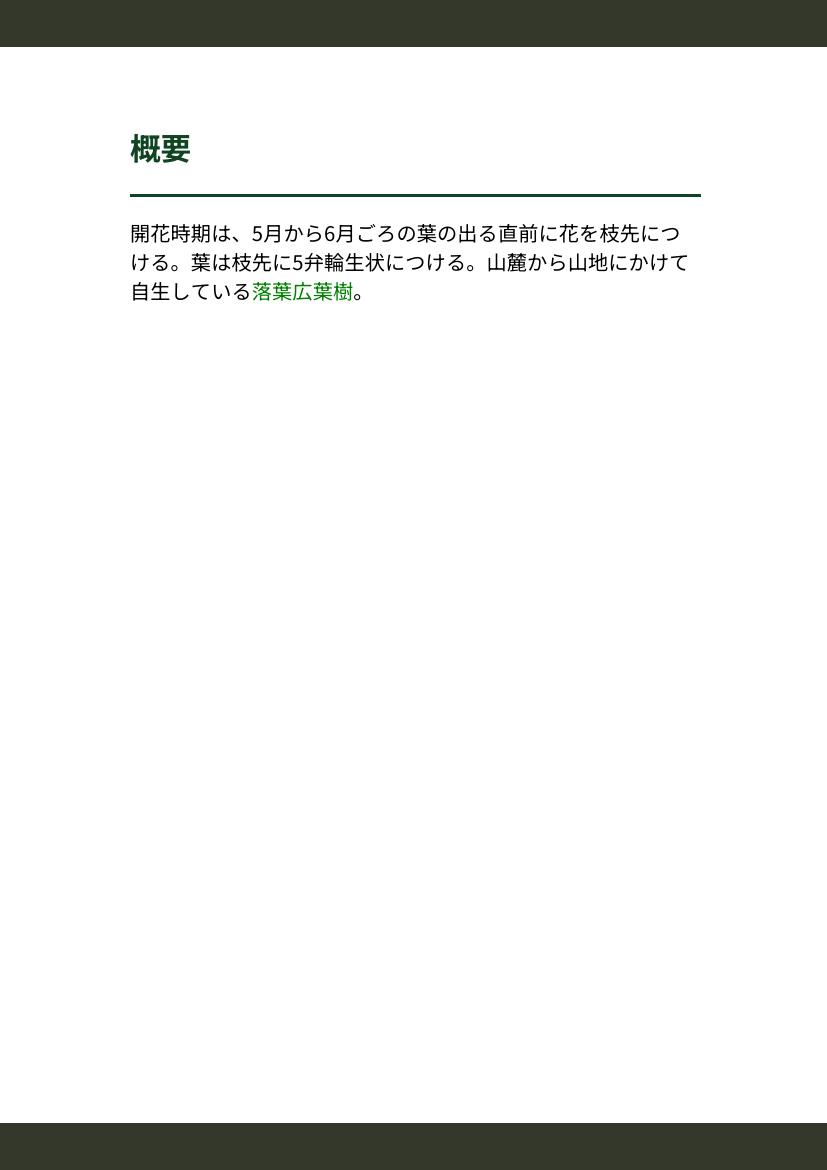 概要
開花時期は、5月から6月ごろの葉の出る直前に花を枝先につ
ける。葉は枝先に5弁輪生状につける。山麓から山地にかけて
自生している落葉広葉樹。